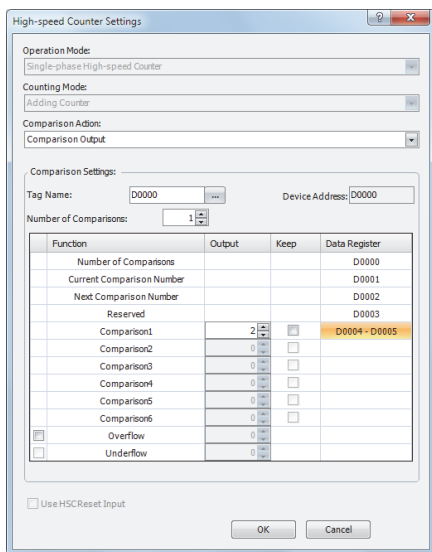 High-speed Counter Settings
Operation Mode:
Single-phase High-speed Counter
Counting Mode:
Adding Counter
Comparison Action:
Comparison Output
Comparison Settings:
Tag Name: D0000 ... Device Address: D0000
Number of Comparisons: 1
Function Output Keep Data Register
Number of Comparisons D0000
Current Comparison Number D0001
Next Comparison Number D0002
Reserved D0003
Comparison1 2 D0004 - D0005
Comparison2 0
Comparison3 0
Comparison4 0
Comparison5 0
Comparison6 0
Overflow 0
Underflow 0
Use HSCReset Input
OK Cancel